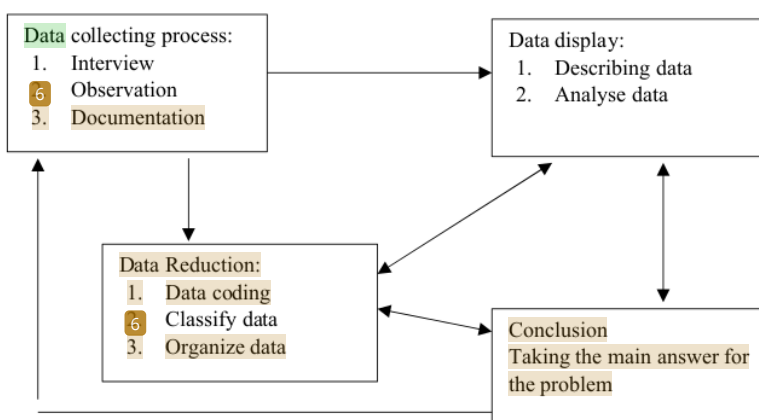 Data collecting process:
1. Interview
6 Observation
3. Documentation
Data display:
1. Describing data
2. Analyse data
Data Reduction:
1. Data coding
6 Classify data
3. Organize data
Conclusion
Taking the main answer for
the problem